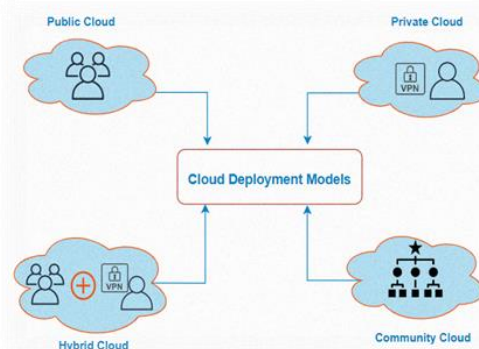 Public Cloud
Private Cloud
VPN
Cloud Deployment Models
VPN
Hybrid Cloud
Community Cloud